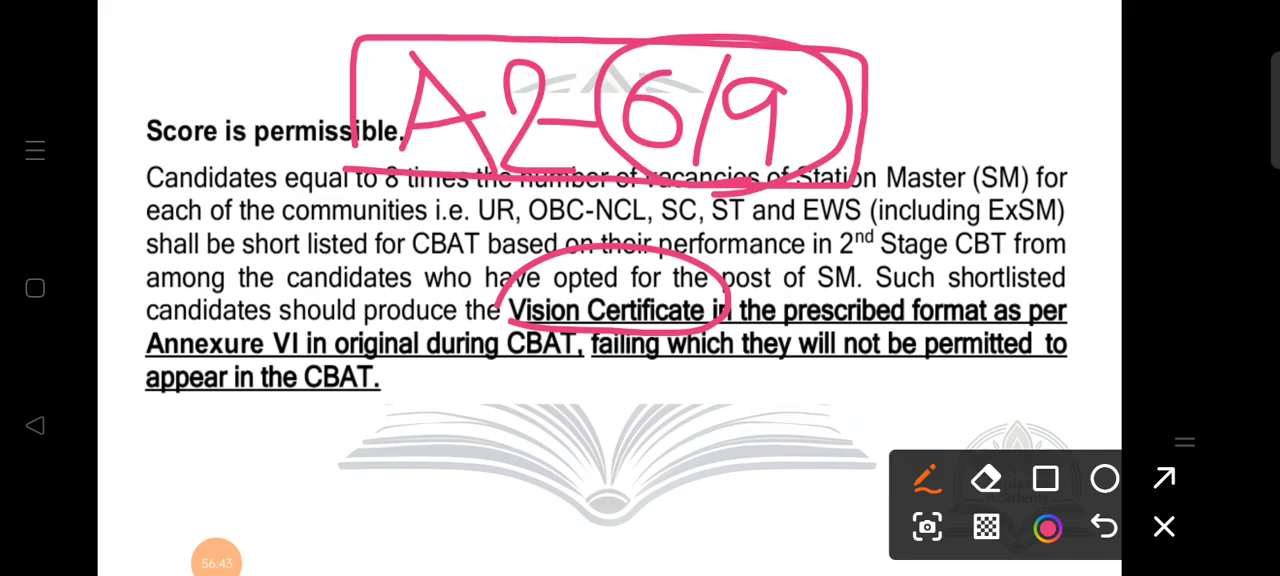 A2-6/9
Score is permissible.
Candidates equal to 8 times the number of vacancies of Station Master (SM) for
each of the communities i.e. UR, OBC-NCL, SC, ST and EWS (including ExSM)
shall be short listed for CBAT based on their performance in 2nd Stage CBT from
among the candidates who have opted for the post of SM. Such shortlisted
candidates should produce the Vision Certificate in the prescribed format as per
Annexure VI in original during CBAT, failing which they will not be permitted to
appear in the CBAT.
Academy
56:43